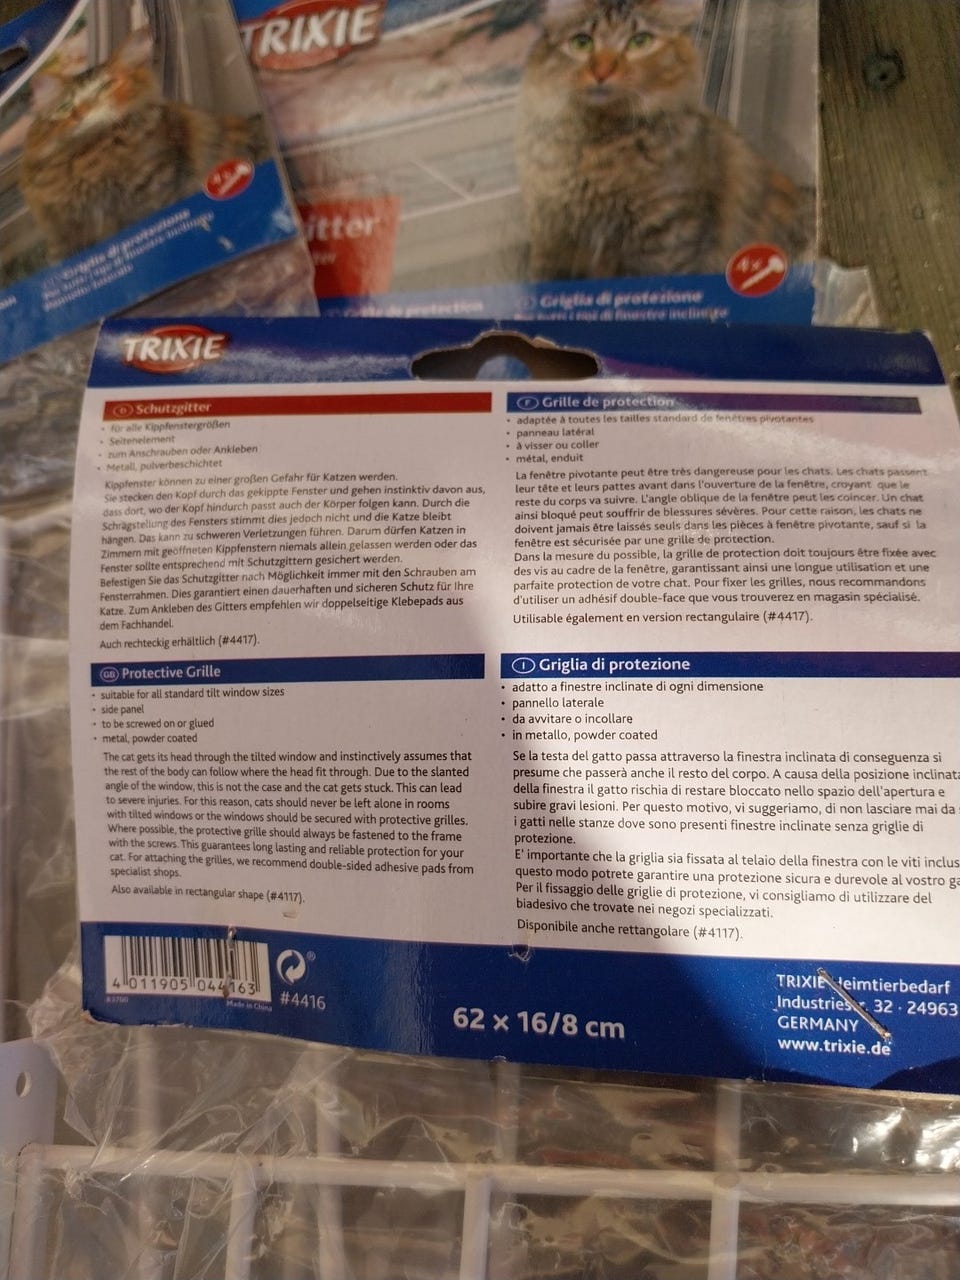 TRIXIE
4x
Griglia di protezione
itter
4x
Grille de protection
Griglia di protezione
Per tutti i tipi di finestre inclinate
TRIXIE
D Schutzgitter
• für alle Kippfenstergrößen
• Seitenelement
• zum Anschrauben oder Ankleben
• Metall, pulverbeschichtet
Kippfenster können zu einer großen Gefahr für Katzen werden.
Sie stecken den Kopf durch das gekippte Fenster und gehen instinktiv davon aus,
dass dort, wo der Kopf hindurch passt auch der Körper folgen kann. Durch die
Schrägstellung des Fensters stimmt dies jedoch nicht und die Katze bleibt
hängen. Das kann zu schweren Verletzungen führen. Darum dürfen Katzen in
Zimmern mit geöffneten Kippfenstern niemals allein gelassen werden oder das
Fenster sollte entsprechend mit Schutzgittern gesichert werden.
Befestigen Sie das Schutzgitter nach Möglichkeit immer mit den Schrauben am
Fensterrahmen. Dies garantiert einen dauerhaften und sicheren Schutz für Ihre
Katze. Zum Ankleben des Gitters empfehlen wir doppelseitige Klebepads aus
dem Fachhandel.
Auch rechteckig erhältlich (#4417).
F Grille de protection
• adaptée à toutes les tailles standard de fenêtres pivotantes
• panneau latéral
• à visser ou coller
• métal, enduit
La fenêtre pivotante peut être très dangereuse pour les chats. Les chats passent
leur tête et leurs pattes avant dans l'ouverture de la fenêtre, croyant que le
reste du corps va suivre. L'angle oblique de la fenêtre peut les coincer. Un chat
ainsi bloqué peut souffrir de blessures sévères. Pour cette raison, les chats ne
doivent jamais être laissés seuls dans les pièces à fenêtre pivotante, sauf si la
fenêtre est sécurisée par une grille de protection.
Dans la mesure du possible, la grille de protection doit toujours être fixée avec
des vis au cadre de la fenêtre, garantissant ainsi une longue utilisation et une
parfaite protection de votre chat. Pour fixer les grilles, nous recommandons
d'utiliser un adhésif double-face que vous trouverez en magasin spécialisé.
Utilisable également en version rectangulaire (#4417).
GB Protective Grille
• suitable for all standard tilt window sizes
• side panel
• to be screwed on or glued
• metal, powder coated
The cat gets its head through the tilted window and instinctively assumes that
the rest of the body can follow where the head fit through. Due to the slanted
angle of the window, this is not the case and the cat gets stuck. This can lead
to severe injuries. For this reason, cats should never be left alone in rooms
with tilted windows or the windows should be secured with protective grilles.
Where possible, the protective grille should always be fastened to the frame
with the screws. This guarantees long lasting and reliable protection for your
cat. For attaching the grilles, we recommend double-sided adhesive pads from
specialist shops.
Also available in rectangular shape (#4117).
I Griglia di protezione
• adatto a finestre inclinate di ogni dimensione
• pannello laterale
• da avvitare o incollare
• in metallo, powder coated
Se la testa del gatto passa attraverso la finestra inclinata di conseguenza si
presume che passerà anche il resto del corpo. A causa della posizione inclinata
della finestra il gatto rischia di restare bloccato nello spazio dell'apertura e
subire gravi lesioni. Per questo motivo, vi suggeriamo, di non lasciare mai da
i gatti nelle stanze dove sono presenti finestre inclinate senza griglie di
protezione.
E' importante che la griglia sia fissata al telaio della finestra con le viti inclus
questo modo potrete garantire una protezione sicura e durevole al vostro ga
Per il fissaggio delle griglie di protezione, vi consigliamo di utilizzare del
biadesivo che trovate nei negozi specializzati.
Disponibile anche rettangolare (#4117).
4 011905 044163
83700
Made in China
#4416
62 x 16/8 cm
TRIXIE Heimtierbedarf
Industriestr. 32 · 24963
GERMANY
www.trixie.de